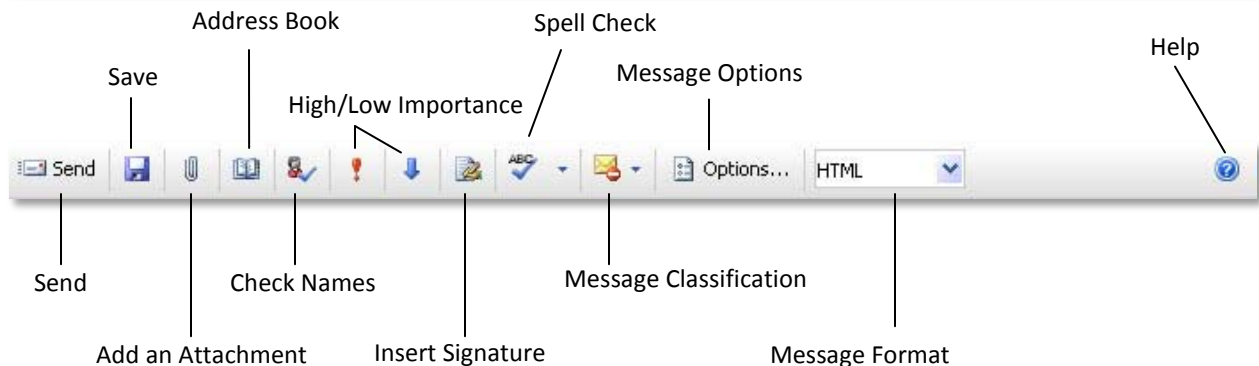 Address Book
Spell Check
Help
Message Options
Save
High/Low Importance
Send
ABC
Options...
HTML
Send
Check Names
Message Classification
Add an Attachment
Insert Signature
Message Format